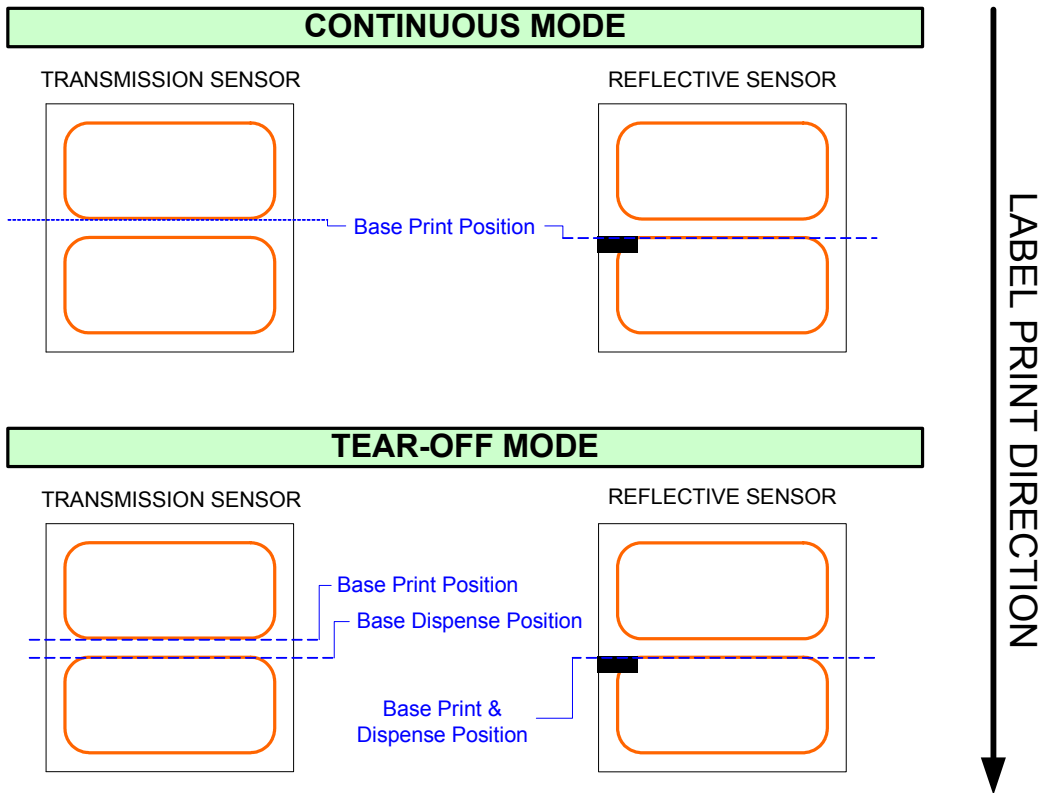 CONTINUOUS MODE
TRANSMISSION SENSOR
REFLECTIVE SENSOR
Base Print Position
TEAR-OFF MODE
TRANSMISSION SENSOR
REFLECTIVE SENSOR
Base Print Position
Base Dispense Position
Base Print &
Dispense Position
LABEL PRINT DIRECTION